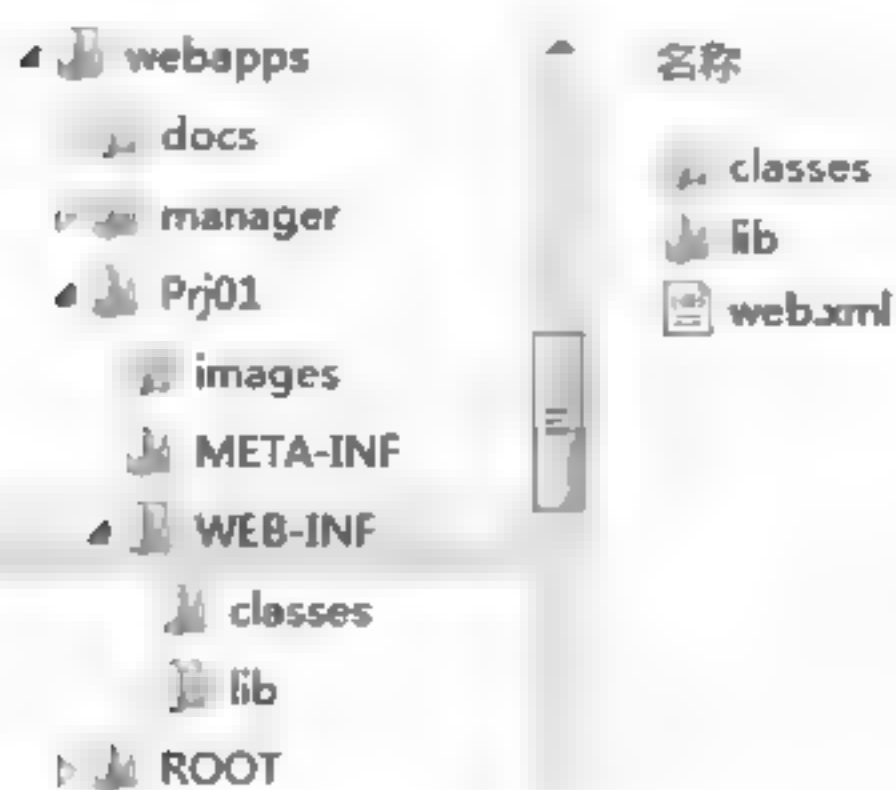 webapps
docs
manager
Prj01
images
META-INF
WEB-INF
classes
lib
ROOT
名称
classes
lib
web.xml